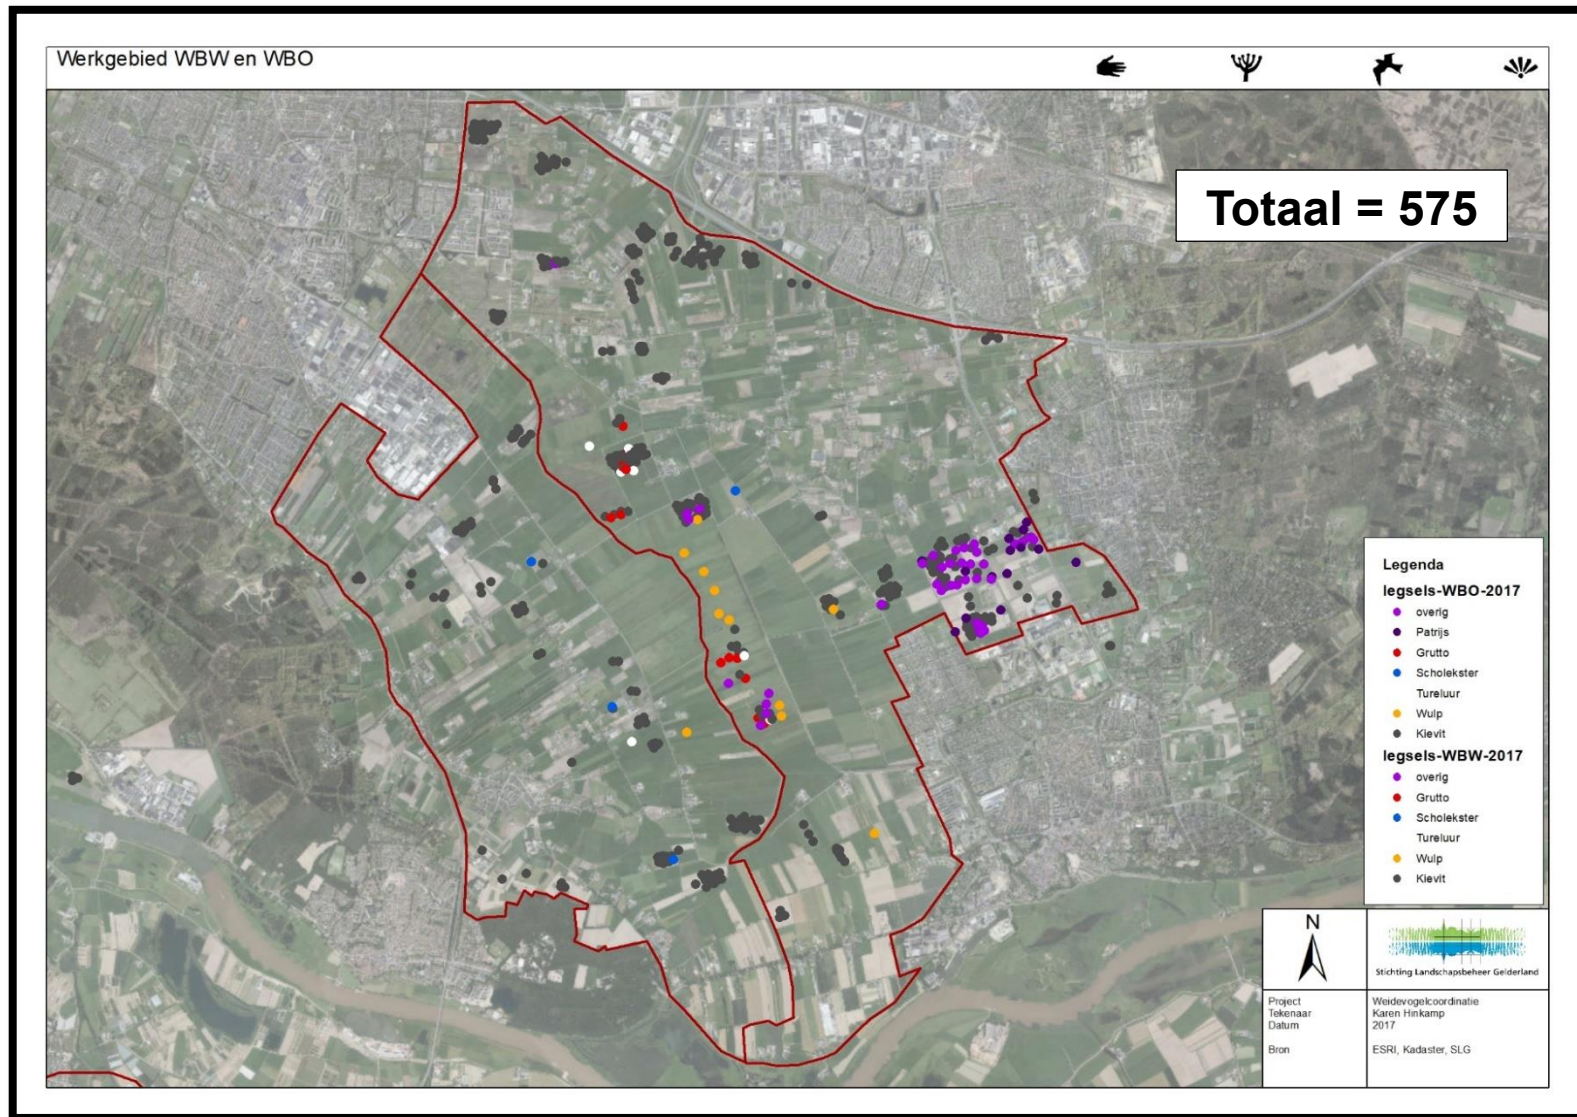 Werkgebied WBW en WBO
Totaal = 575
Legenda
legsels-WBO-2017
overig
Patrijs
Grutto
Scholekster
Tureluur
Wulp
Kievit
legsels-WBW-2017
overig
Grutto
Scholekster
Tureluur
Wulp
Kievit
N
Stichting Landschapsbeheer Gelderland
Project Weidevogelcoordinatie
Tekenaar Karen Hinkamp
Datum 2017
Bron ESRI, Kadaster, SLG